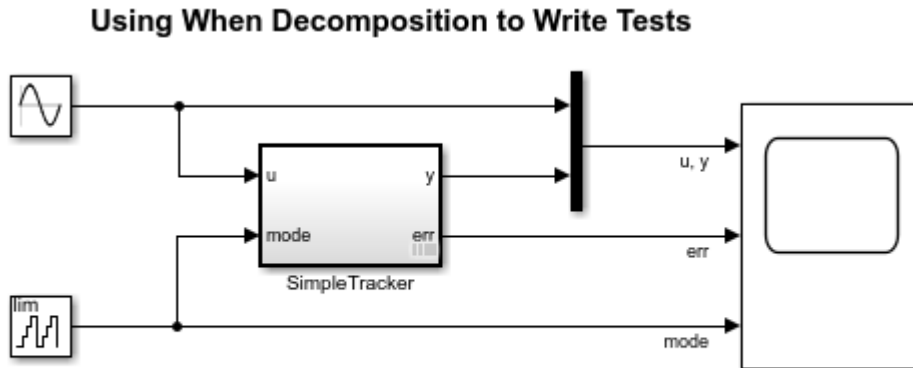 Using When Decomposition to Write Tests
u
y
u, y
mode
err
err
SimpleTracker
lim
mode